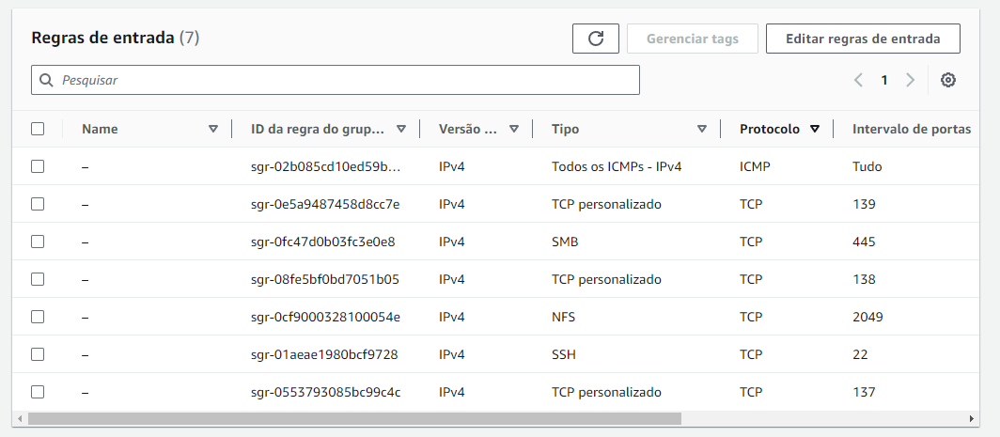 Regras de entrada (7)
Gerenciar tags
Editar regras de entrada
Pesquisar
1
Name ID da regra do grup... Versão ... Tipo Protocolo Intervalo de portas
– sgr-02b085cd10ed59b... IPv4 Todos os ICMPs - IPv4 ICMP Tudo
– sgr-0e5a9487458d8cc7e IPv4 TCP personalizado TCP 139
– sgr-0fc47d0b03fc3e0e8 IPv4 SMB TCP 445
– sgr-08fe5bf0bd7051b05 IPv4 TCP personalizado TCP 138
– sgr-0cf9000328100054e IPv4 NFS TCP 2049
– sgr-01aeae1980bcf9728 IPv4 SSH TCP 22
– sgr-0553793085bc99c4c IPv4 TCP personalizado TCP 137